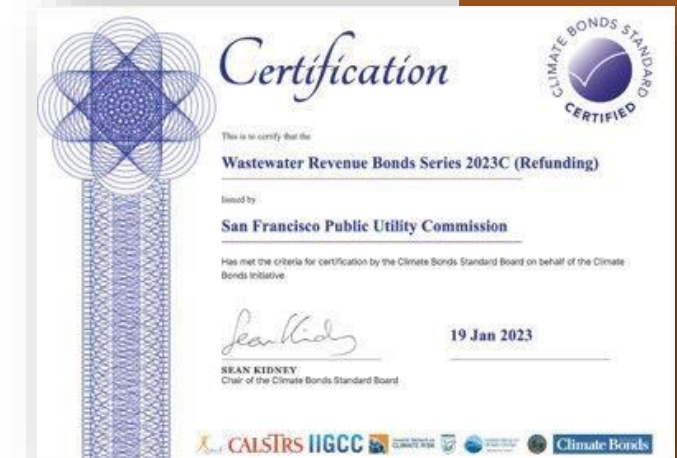 Certification
CLIMATE BONDS STANDARD
CERTIFIED
This is to certify that the
Wastewater Revenue Bonds Series 2023C (Refunding)
Issued by
San Francisco Public Utility Commission
Has met the criteria for certification by the Climate Bonds Standard Board on behalf of the Climate
Bonds Initiative
19 Jan 2023
SEAN KIDNEY
Chair of the Climate Bonds Standard Board
CALSTRS IIGCC CLIMATE RISK Climate Bonds